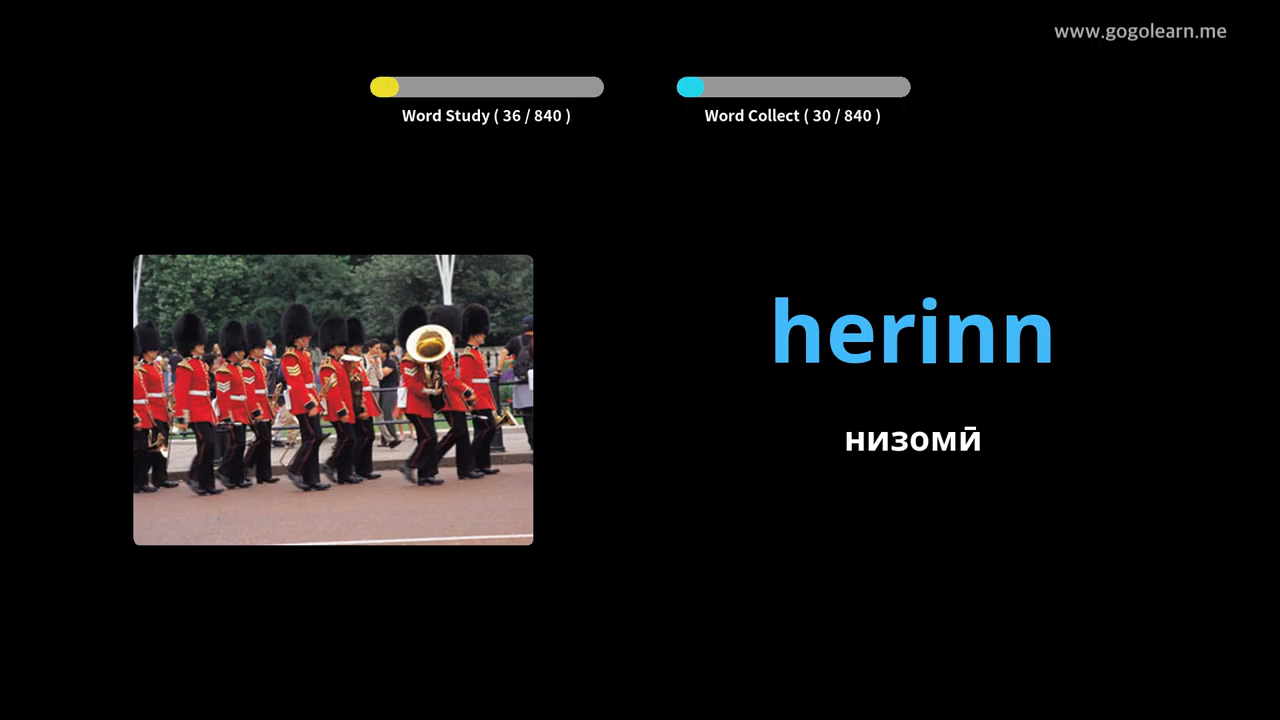 www.gogolearn.me
Word Study ( 36 / 840 )
Word Collect ( 30 / 840 )
herinn
низомӣ